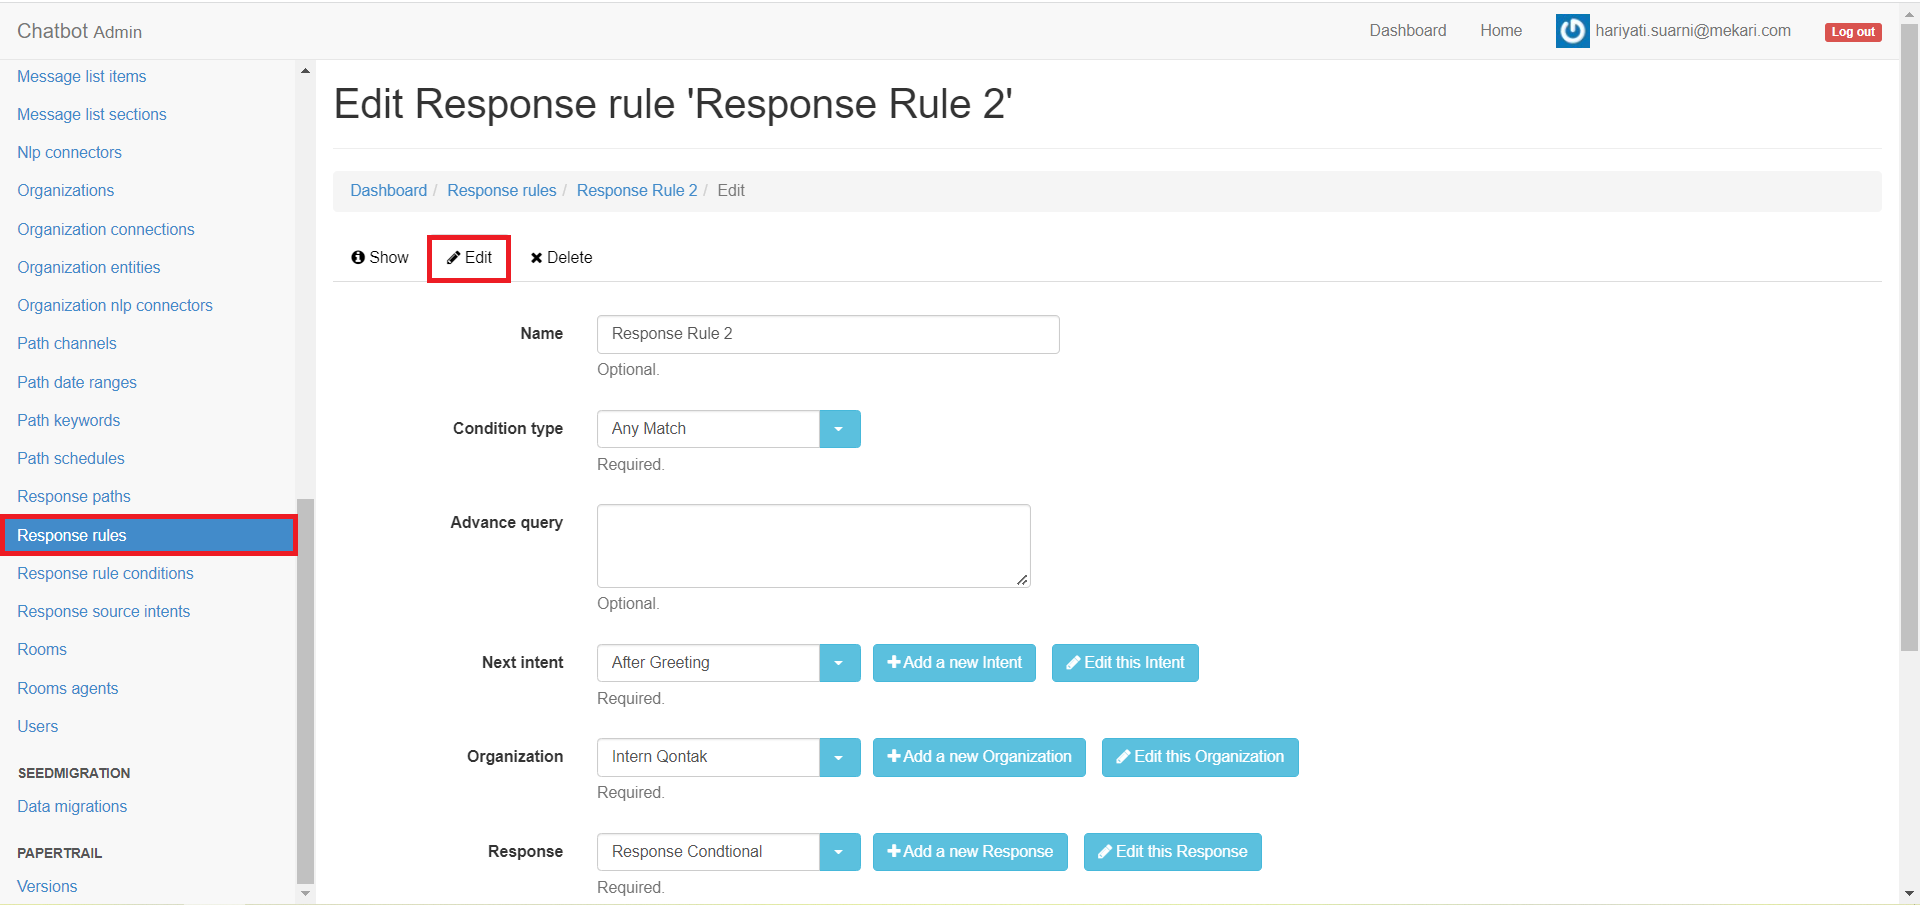 Chatbot Admin
Dashboard
Home
hariyati.suarni@mekari.com
Log out
Message list items
Message list sections
Nlp connectors
Organizations
Organization connections
Organization entities
Organization nlp connectors
Path channels
Path date ranges
Path keywords
Path schedules
Response paths
Response rules
Response rule conditions
Response source intents
Rooms
Rooms agents
Users
SEEDMIGRATION
Data migrations
PAPERTRAIL
Versions
Edit Response rule 'Response Rule 2'
Dashboard / Response rules / Response Rule 2 / Edit
Show
Edit
Delete
Name
Response Rule 2
Optional.
Condition type
Any Match
Required.
Advance query
Optional.
Next intent
After Greeting
Add a new Intent
Edit this Intent
Required.
Organization
Intern Qontak
Add a new Organization
Edit this Organization
Required.
Response
Response Condtional
Add a new Response
Edit this Response
Required.